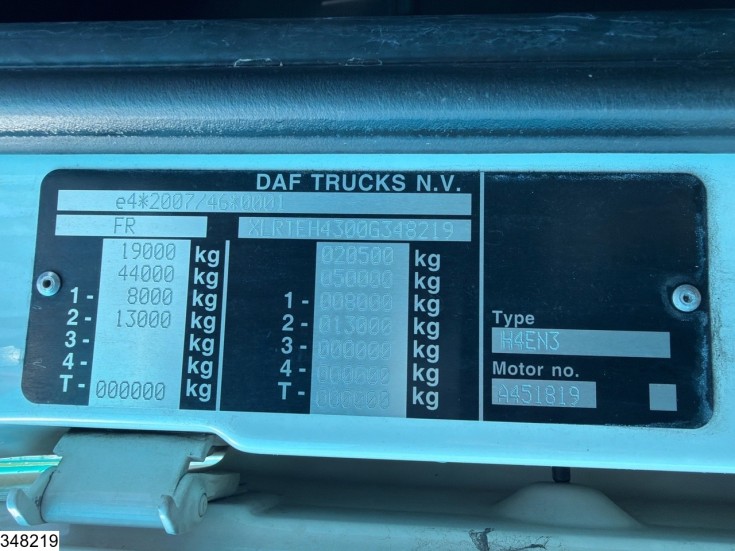 DAF TRUCKS N.V.
e4*2007/46*0001
FR XLRTEH4300G348219
19000 kg 020500 kg
44000 kg 050000 kg
1- 8000 kg 1- 008000 kg
2- 13000 kg 2- 013000 kg
3- kg 3- 000000 kg
4- kg 4- 000000 kg
T- 000000 kg T- 000000 kg
Type
H4EN3
Motor no.
A451819
348219